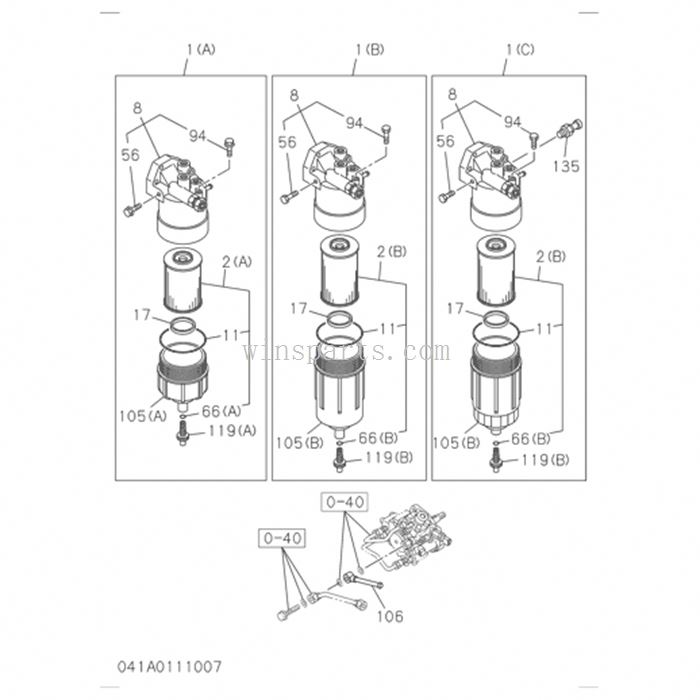 1 (A) 1 (B) 1 (C)
8 8 8
94 94 94
56 56 56
135
2 (A) 2 (B) 2 (B)
17 17 17
11 11 11
winsparts.com
105 (A) 66 (A) 105 (B) 66 (B) 105 (B) 66 (B)
119 (A) 119 (B) 119 (B)
0-40
0-40
106
041A0111007